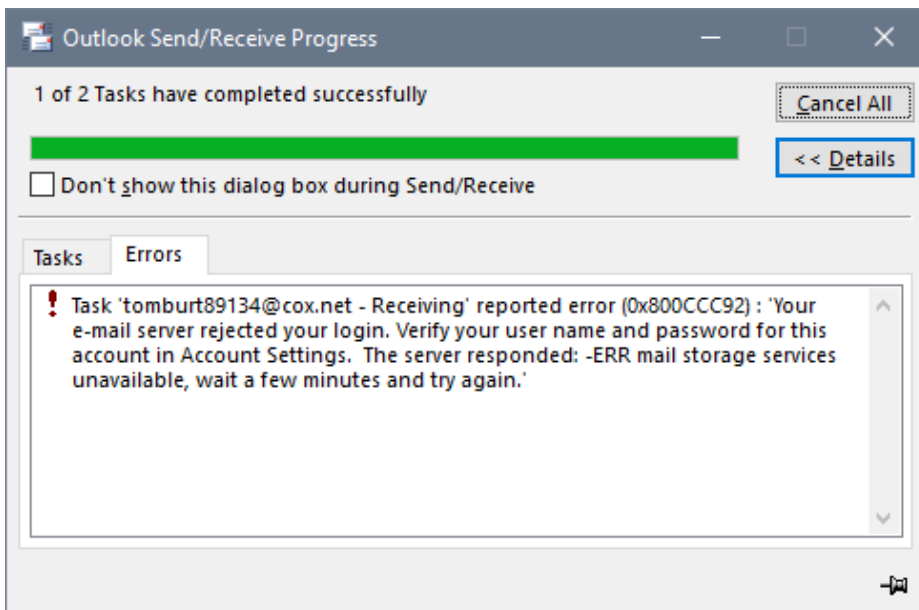 Outlook Send/Receive Progress
1 of 2 Tasks have completed successfully
Cancel All
<< Details
Don't show this dialog box during Send/Receive
Tasks
Errors
Task 'tomburt89134@cox.net - Receiving' reported error (0x800CCC92) : 'Your
e-mail server rejected your login. Verify your user name and password for this
account in Account Settings.  The server responded: -ERR mail storage services
unavailable, wait a few minutes and try again.'